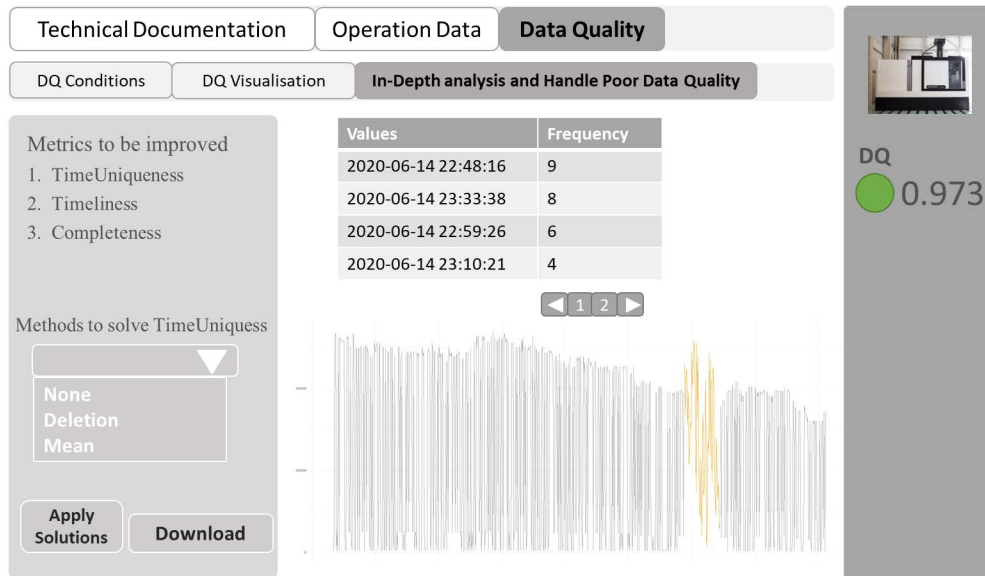 Technical Documentation
Operation Data
Data Quality
DQ Conditions
DQ Visualisation
In-Depth analysis and Handle Poor Data Quality
Metrics to be improved
1. TimeUniqueness
2. Timeliness
3. Completeness
Methods to solve TimeUniquess
None
Deletion
Mean
Apply
Solutions
Download
Values Frequency
2020-06-14 22:48:16 9
2020-06-14 23:33:38 8
2020-06-14 22:59:26 6
2020-06-14 23:10:21 4
1 2
DQ
0.973